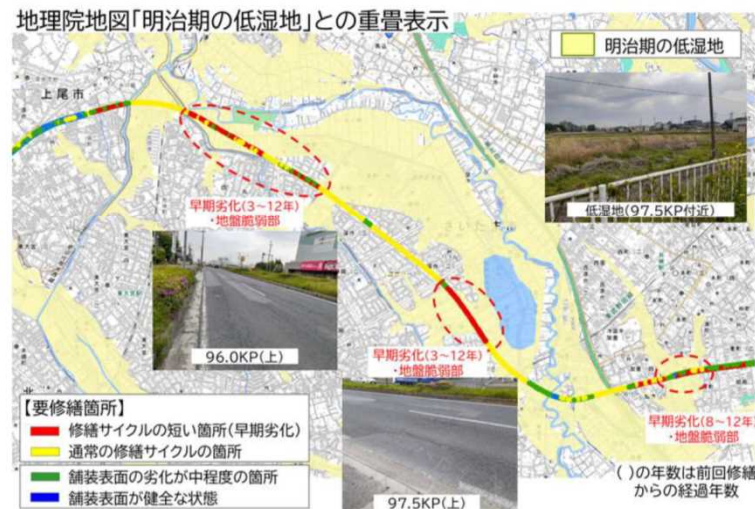 地理院地図「明治期の低湿地」との重畳表示
明治期の低湿地
上尾市
早期劣化(3~12年)
・地盤脆弱部
低湿地(97.5KP付近)
96.0KP(上)
早期劣化(3~12年)
・地盤脆弱部
早期劣化(8~12年)
・地盤脆弱部
【要修繕箇所】
修繕サイクルの短い箇所(早期劣化)
通常の修繕サイクルの箇所
舗装表面の劣化が中程度の箇所
舗装表面が健全な状態
97.5KP(上)
( )の年数は前回修繕
からの経過年数